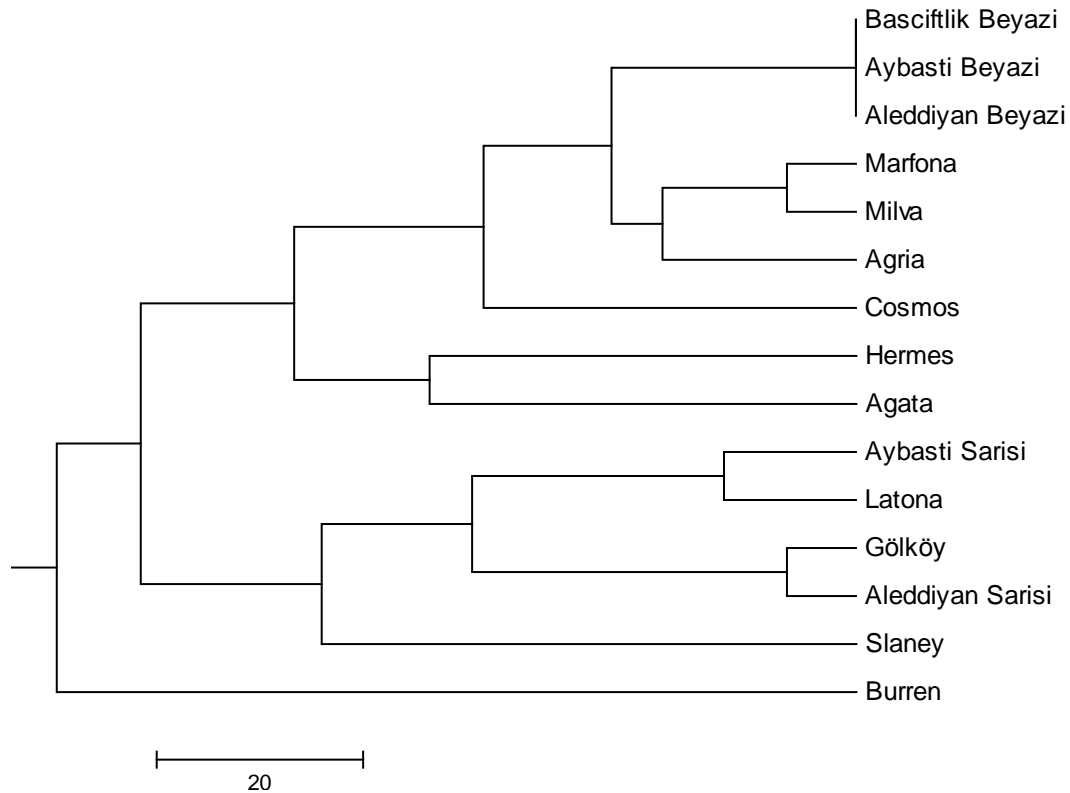 Basciftlik Beyazi
Aybasti Beyazi
Aleddiyan Beyazi
Marfona
Milva
Agria
Cosmos
Hermes
Agata
Aybasti Sarisi
Latona
Gölköy
Aleddiyan Sarisi
Slaney
Burren
20